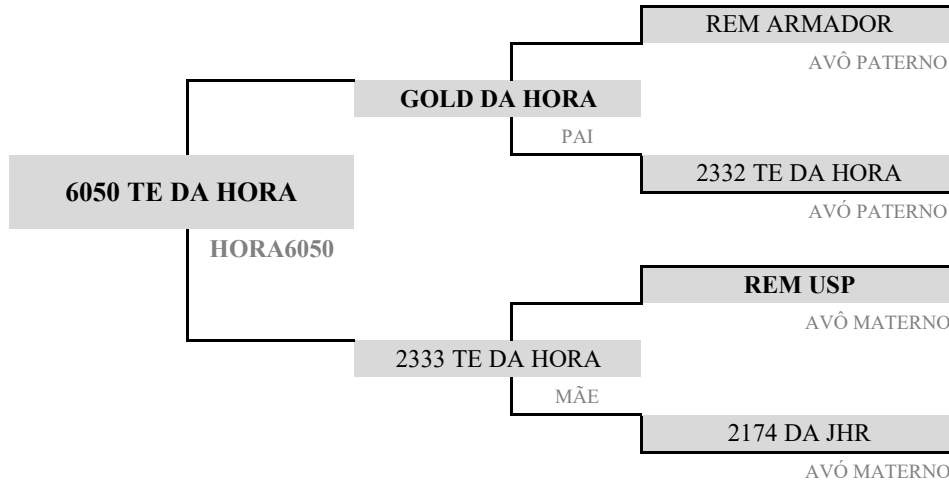 REM ARMADOR
AVÔ PATERNO
GOLD DA HORA
PAI
2332 TE DA HORA
6050 TE DA HORA
AVÓ PATERNO
HORA6050
REM USP
AVÔ MATERNO
2333 TE DA HORA
MÃE
2174 DA JHR
AVÓ MATERNO